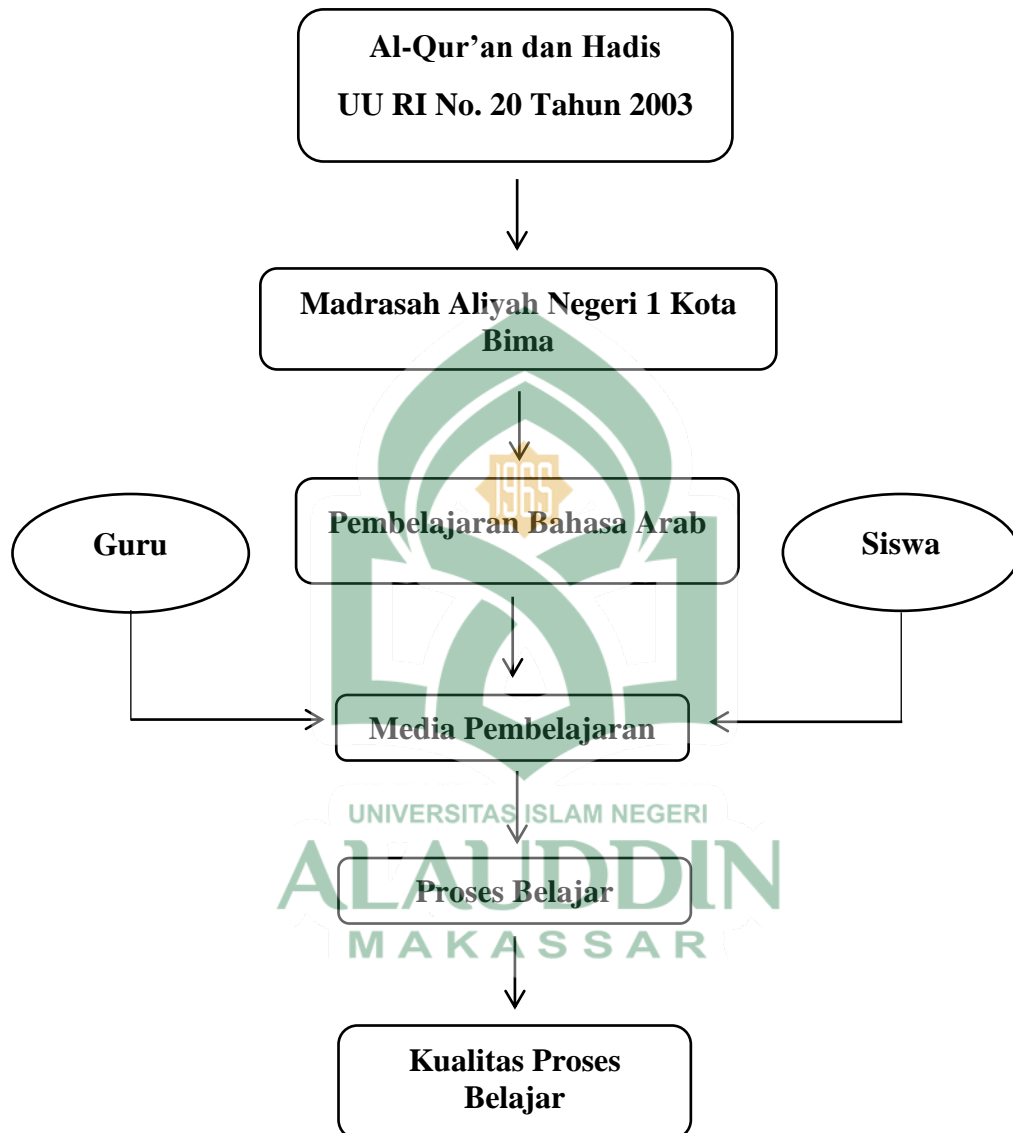 Al-Qur’an dan Hadis
UU RI No. 20 Tahun 2003
Madrasah Aliyah Negeri 1 Kota
Bima
1965
Pembelajaran Bahasa Arab
Guru
Siswa
Media Pembelajaran
UNIVERSITAS ISLAM NEGERI
ALAUDDIN
Proses Belajar
MAKASSAR
Kualitas Proses
Belajar